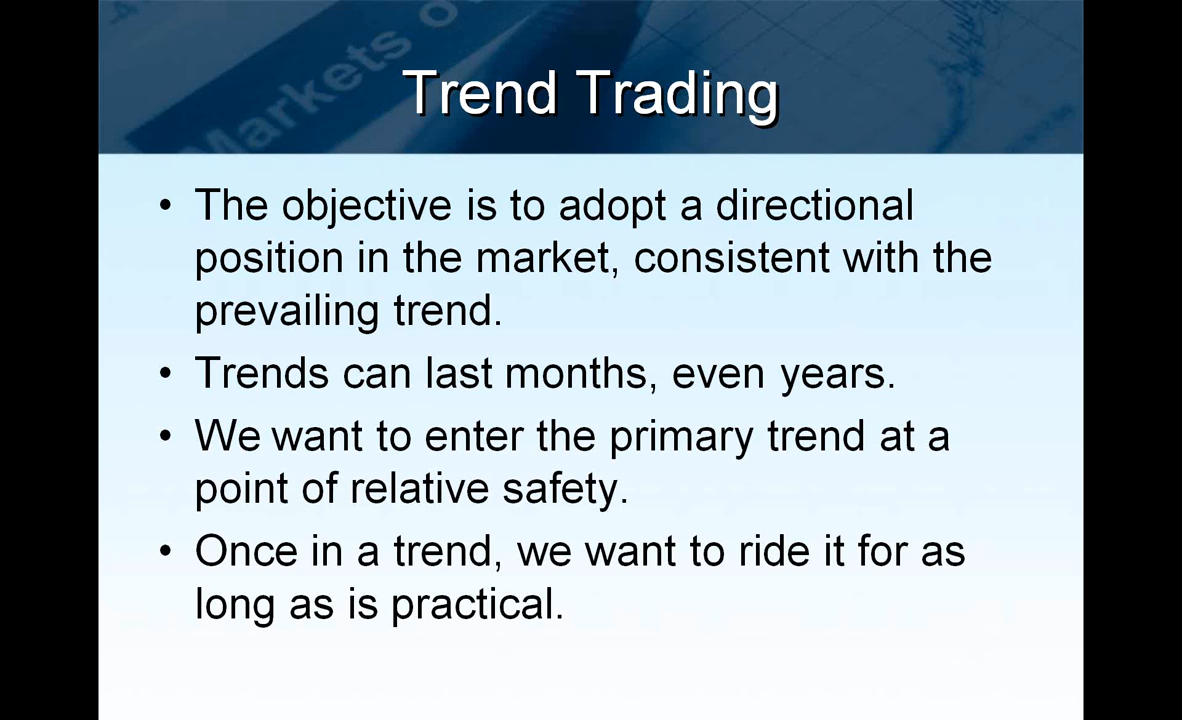 Markets o
Trend Trading
• The objective is to adopt a directional
position in the market, consistent with the
prevailing trend.
• Trends can last months, even years.
• We want to enter the primary trend at a
point of relative safety.
• Once in a trend, we want to ride it for as
long as is practical.